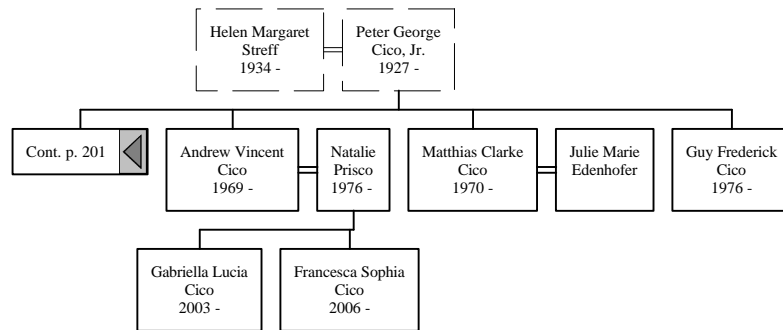 Helen Margaret
Streff
1934 -
Peter George
Cico, Jr.
1927 -
Cont. p. 201
Andrew Vincent
Cico
1969 -
Natalie
Prisco
1976 -
Matthias Clarke
Cico
1970 -
Julie Marie
Edenhofer
Guy Frederick
Cico
1976 -
Gabriella Lucia
Cico
2003 -
Francesca Sophia
Cico
2006 -